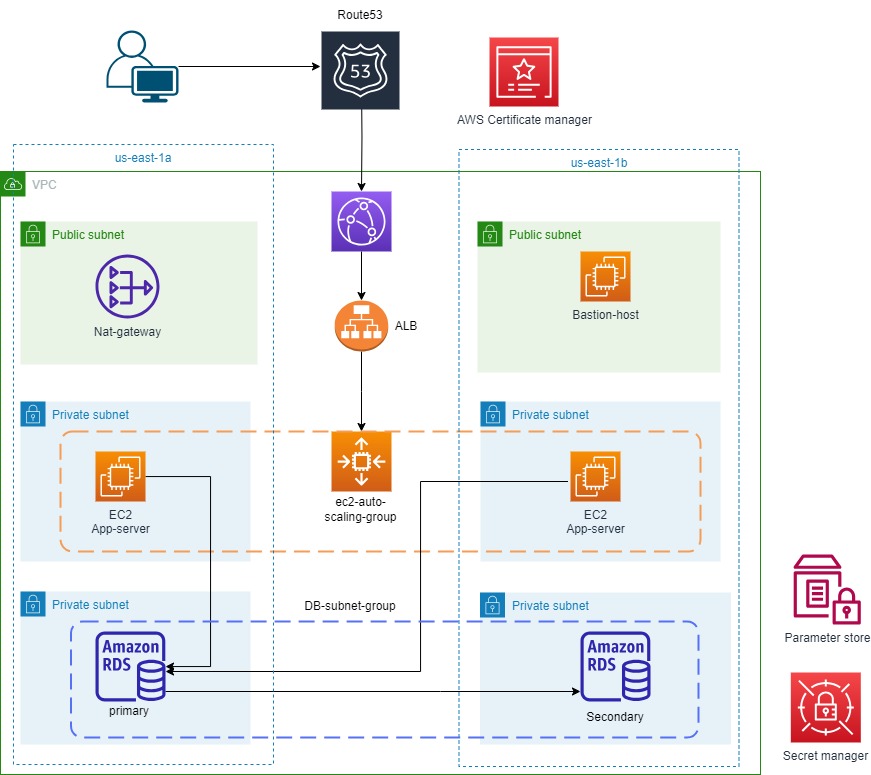 Route53
53
AWS Certificate manager
us-east-1a
us-east-1b
VPC
Public subnet
Public subnet
Nat-gateway
Bastion-host
ALB
Private subnet
Private subnet
EC2
App-server
ec2-auto-
scaling-group
EC2
App-server
Private subnet
DB-subnet-group
Private subnet
Amazon
RDS
primary
Amazon
RDS
Secondary
Parameter store
Secret manager